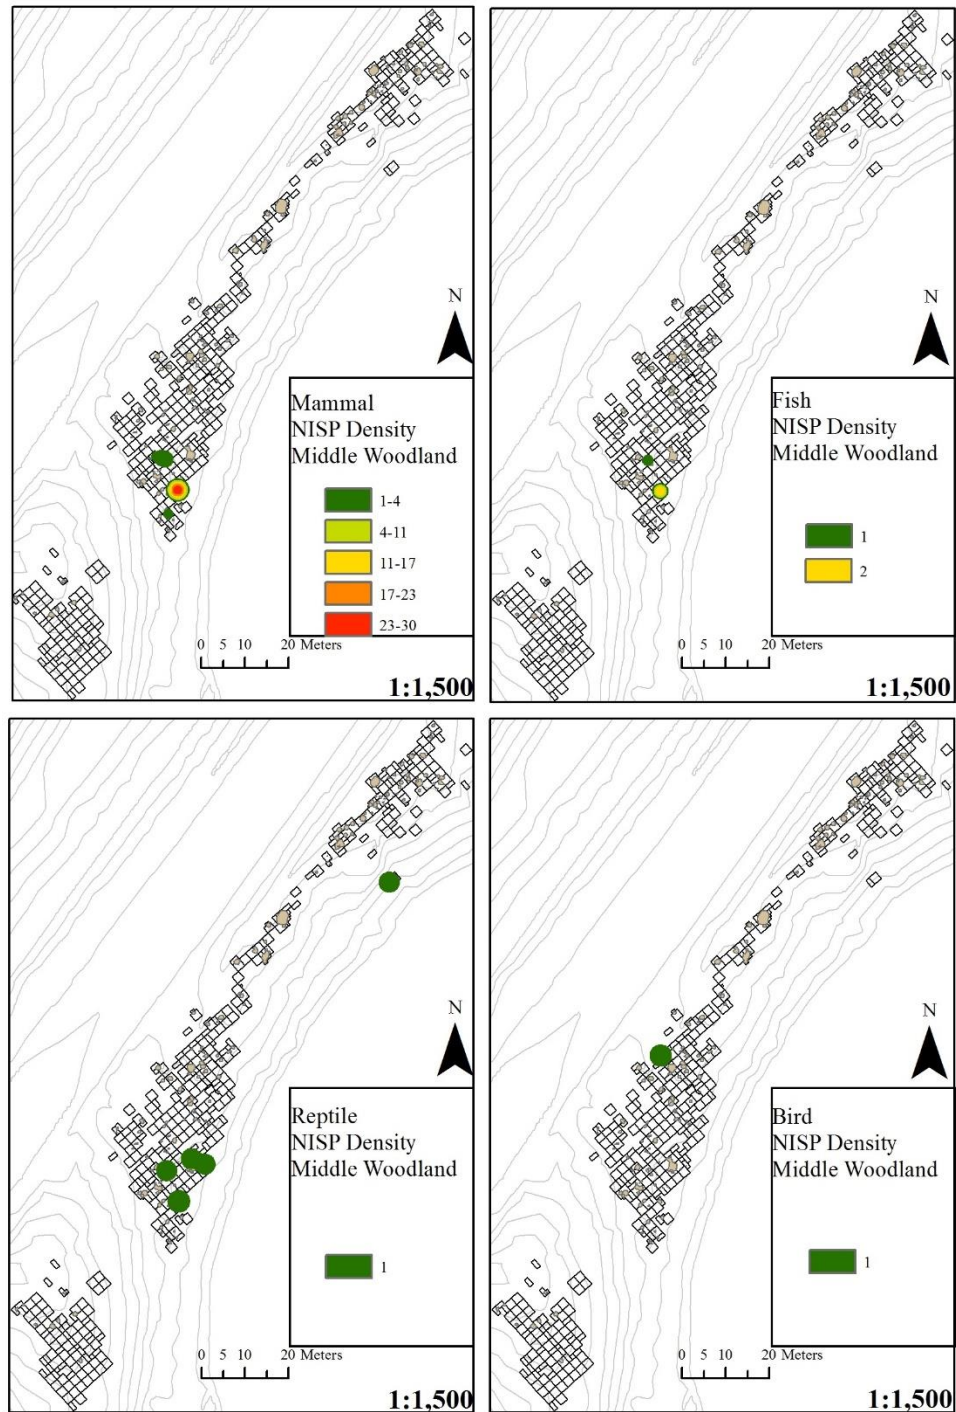 N
Mammal
NISP Density
Middle Woodland
1-4
4-11
11-17
17-23
23-30
0 5 10 20 Meters
1:1,500
N
Fish
NISP Density
Middle Woodland
1
2
0 5 10 20 Meters
1:1,500
N
Reptile
NISP Density
Middle Woodland
1
0 5 10 20 Meters
1:1,500
N
Bird
NISP Density
Middle Woodland
1
0 5 10 20 Meters
1:1,500